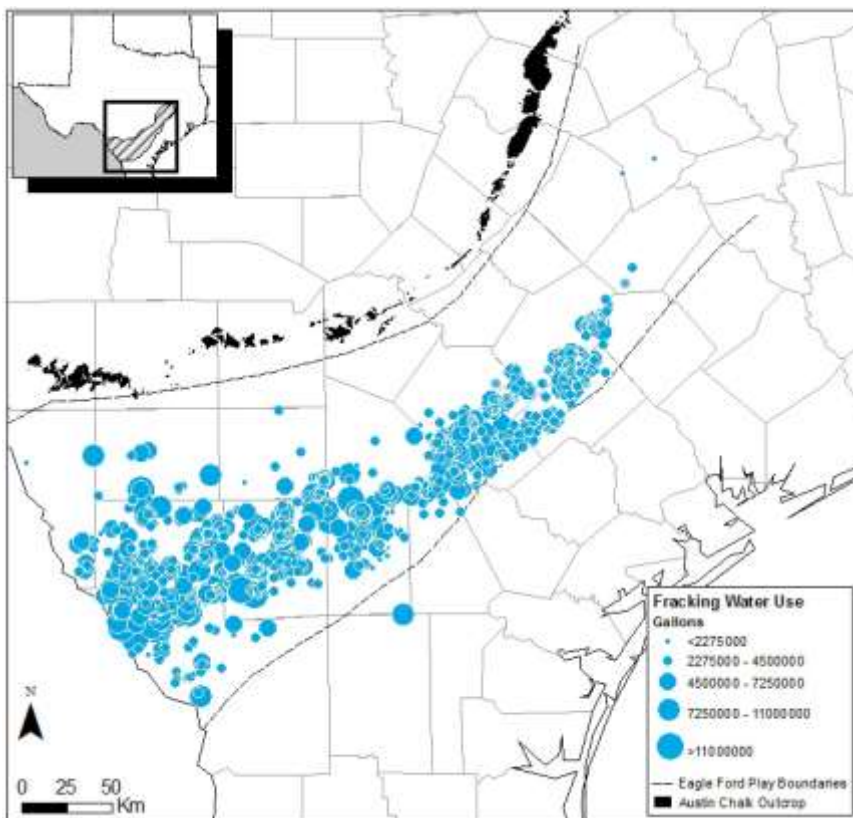 N
0 25 50
Km
Fracking Water Use
Gallons
<2275000
2275000 - 4500000
4500000 - 7250000
7250000 - 11000000
>11000000
Eagle Ford Play Boundaries
Austin Chalk Outcrop